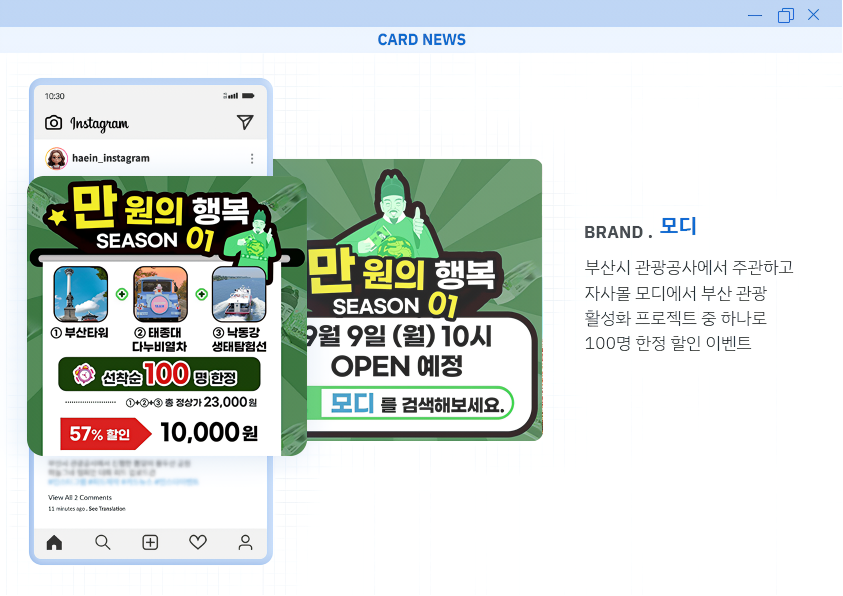 CARD NEWS
10:30
Instagram
haein_instagram
만 원의 행복
SEASON 01
① 부산타워
② 태종대
다누비열차
③ 낙동강
생태탐험선
선착순 100 명 한정
①+②+③ 총 정상가 23,000원
57% 할인
10,000원
View All 2 Comments
11 minutes ago . See Translation
만 원의 행복
SEASON 01
9월 9일 (월) 10시
OPEN 예정
모디 를 검색해보세요.
BRAND . 모디
부산시 관광공사에서 주관하고
자사몰 모디에서 부산 관광
활성화 프로젝트 중 하나로
100명 한정 할인 이벤트